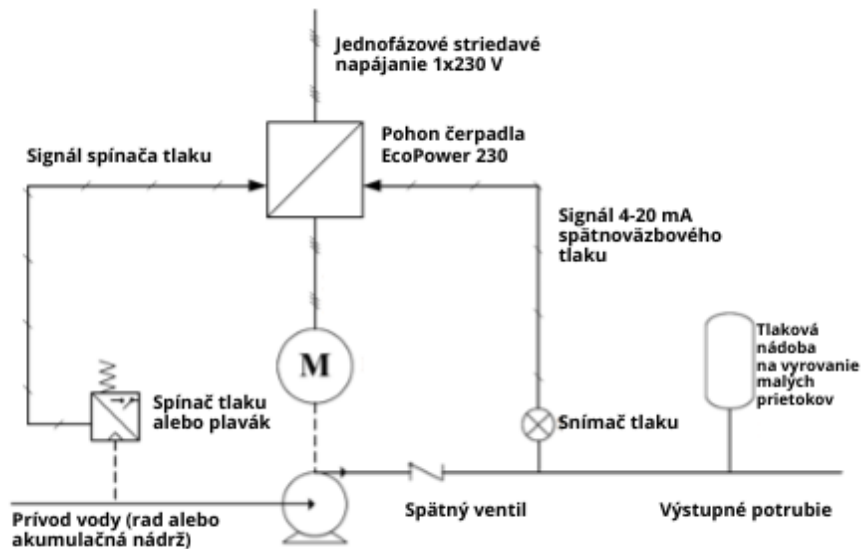 Jednofázové striedavé
napájanie 1x230 V
Signál spínača tlaku
Pohon čerpadla
EcoPower 230
Signál 4-20 mA
spätnoväzbového
tlaku
M
Tlaková
nádoba
na vyrovanie
malých
prietokov
Spínač tlaku
alebo plavák
Snímač tlaku
Prívod vody (rad alebo
akumulačná nádrž)
Spätný ventil
Výstupné potrubie